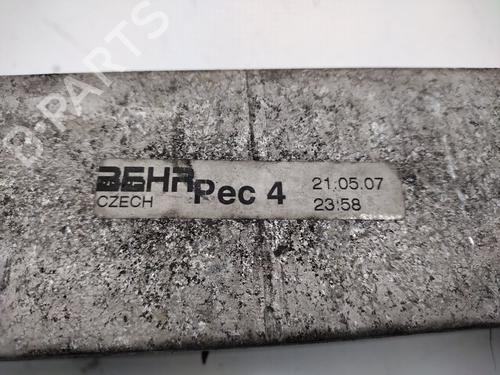 BEHR Pec 4 21.05.07
CZECH 23:58
B-PARTS